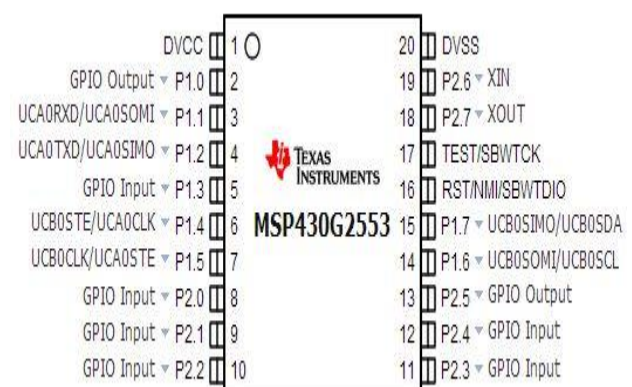 DVCC 1 20 DVSS
GPIO Output P1.0 2 19 P2.6 XIN
UCA0RXD/UCA0SOMI P1.1 3 18 P2.7 XOUT
UCA0TXD/UCA0SIMO P1.2 4 17 TEST/SBWTCK
TEXAS
INSTRUMENTS
GPIO Input P1.3 5 16 RST/NMI/SBWTDIO
UCB0STE/UCA0CLK P1.4 6 MSP430G2553 15 P1.7 UCB0SIMO/UCB0SDA
UCB0CLK/UCA0STE P1.5 7 14 P1.6 UCB0SOMI/UCB0SCL
GPIO Input P2.0 8 13 P2.5 GPIO Output
GPIO Input P2.1 9 12 P2.4 GPIO Input
GPIO Input P2.2 10 11 P2.3 GPIO Input